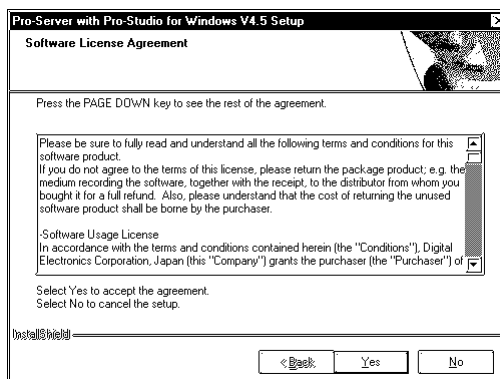 Pro-Server with Pro-Studio for Windows V4.5 Setup
Software License Agreement
Press the PAGE DOWN key to see the rest of the agreement.
Please be sure to fully read and understand all the following terms and conditions for this
software product.
If you do not agree to the terms of this license, please return the package product; e.g. the
medium recording the software, together with the receipt, to the distributor from whom you
bought it for a full refund. Also, please understand that the cost of returning the unused
software product shall be borne by the purchaser.
-Software Usage License
In accordance with the terms and conditions contained herein (the "Conditions"), Digital
Electronics Corporation, Japan (this "Company") grants the purchaser (the "Purchaser") of
Select Yes to accept the agreement.
Select No to cancel the setup.
InstallShield
< Back
Yes
No